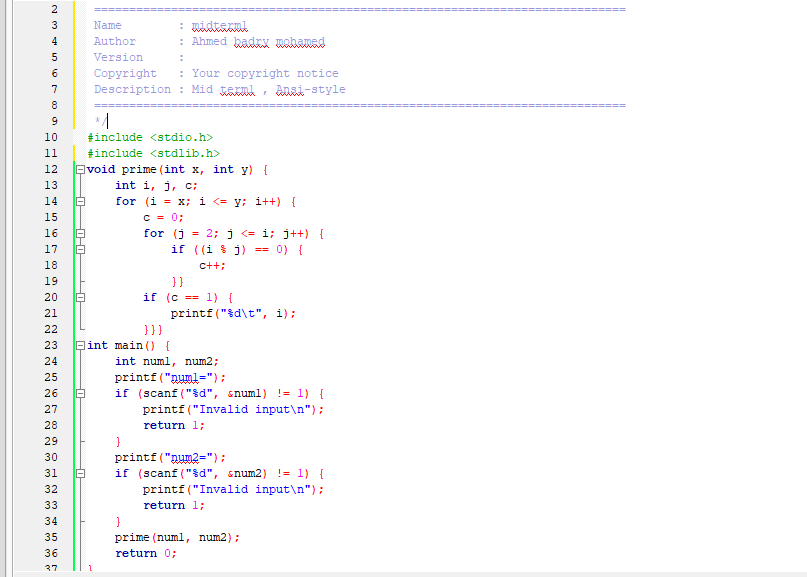 2 ============================================================================
3 Name        : midterm1
4 Author      : Ahmed badry mohamed
5 Version     :
6 Copyright   : Your copyright notice
7 Description : Mid term1 , Ansi-style
8 ============================================================================
9 */
10 #include <stdio.h>
11 #include <stdlib.h>
12 void prime(int x, int y) {
13     int i, j, c;
14     for (i = x; i <= y; i++) {
15         c = 0;
16         for (j = 2; j <= i; j++) {
17             if ((i % j) == 0) {
18                 c++;
19             }}
20         if (c == 1) {
21             printf("%d\t", i);
22         }}}
23 int main() {
24     int num1, num2;
25     printf("num1=");
26     if (scanf("%d", &num1) != 1) {
27         printf("Invalid input\n");
28         return 1;
29     }
30     printf("num2=");
31     if (scanf("%d", &num2) != 1) {
32         printf("Invalid input\n");
33         return 1;
34     }
35     prime(num1, num2);
36     return 0;
37 }